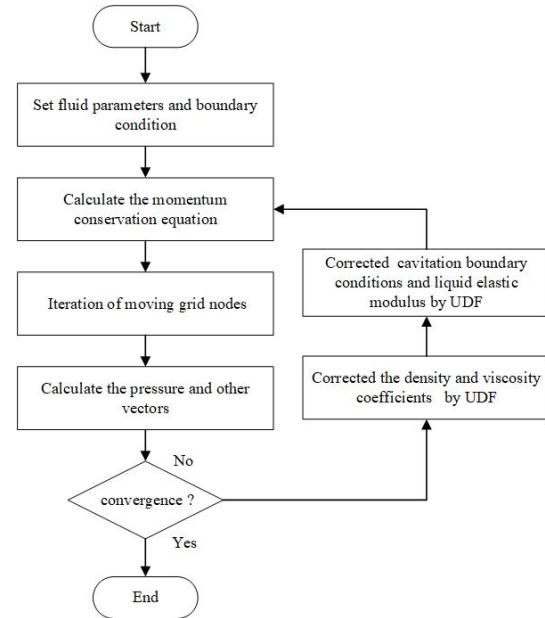 Start
Set fluid parameters and boundary
condition
Calculate the momentum
conservation equation
Iteration of moving grid nodes
Calculate the pressure and other
vectors
No
convergence ?
Yes
End
Corrected cavitation boundary
conditions and liquid elastic
modulus by UDF
Corrected the density and viscosity
coefficients by UDF